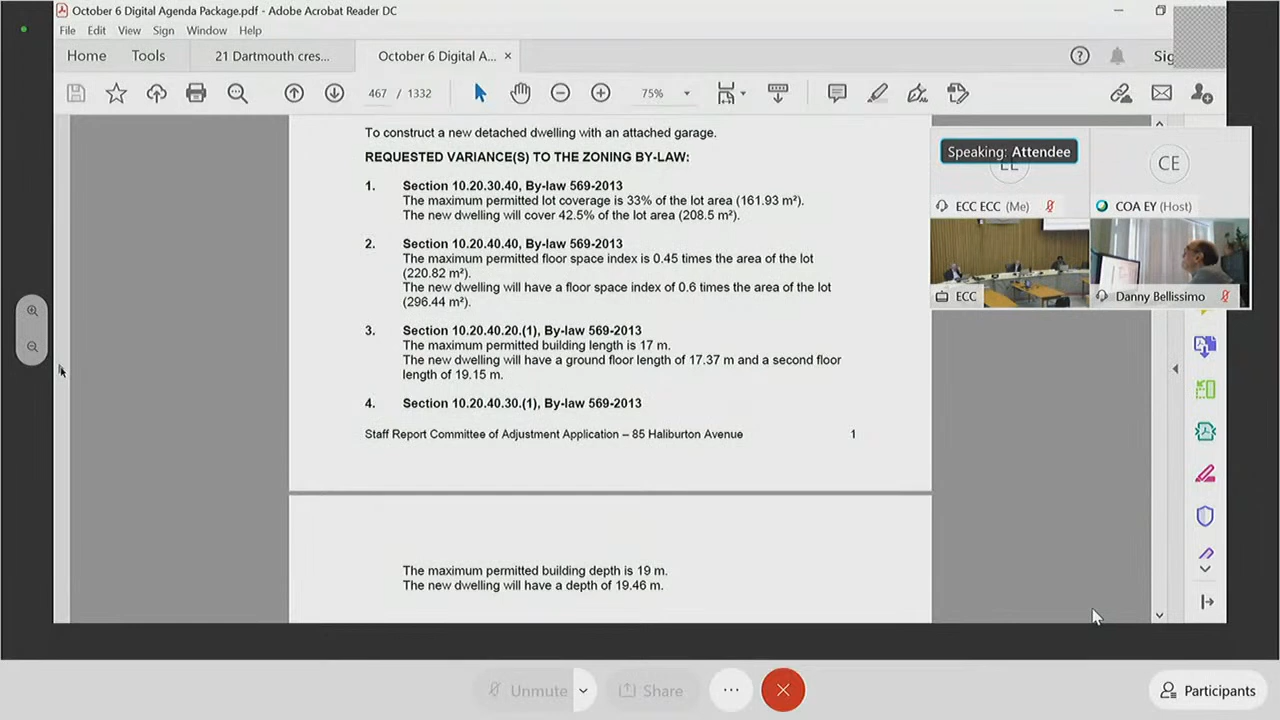 October 6 Digital Agenda Package.pdf - Adobe Acrobat Reader DC
File Edit View Sign Window Help
Home Tools 21 Dartmouth cres... October 6 Digital A... ×
467 / 1332 75%
To construct a new detached dwelling with an attached garage.
REQUESTED VARIANCE(S) TO THE ZONING BY-LAW:
1. Section 10.20.30.40, By-law 569-2013
The maximum permitted lot coverage is 33% of the lot area (161.93 m²).
The new dwelling will cover 42.5% of the lot area (208.5 m²).
2. Section 10.20.40.40, By-law 569-2013
The maximum permitted floor space index is 0.45 times the area of the lot
(220.82 m²).
The new dwelling will have a floor space index of 0.6 times the area of the lot
(296.44 m²).
3. Section 10.20.40.20.(1), By-law 569-2013
The maximum permitted building length is 17 m.
The new dwelling will have a ground floor length of 17.37 m and a second floor
length of 19.15 m.
4. Section 10.20.40.30.(1), By-law 569-2013
Staff Report Committee of Adjustment Application – 85 Haliburton Avenue 1
The maximum permitted building depth is 19 m.
The new dwelling will have a depth of 19.46 m.
Speaking: Attendee
CE
ECC ECC (Me)
COA EY (Host)
ECC
Danny Bellissimo
Unmute
Share
Participants